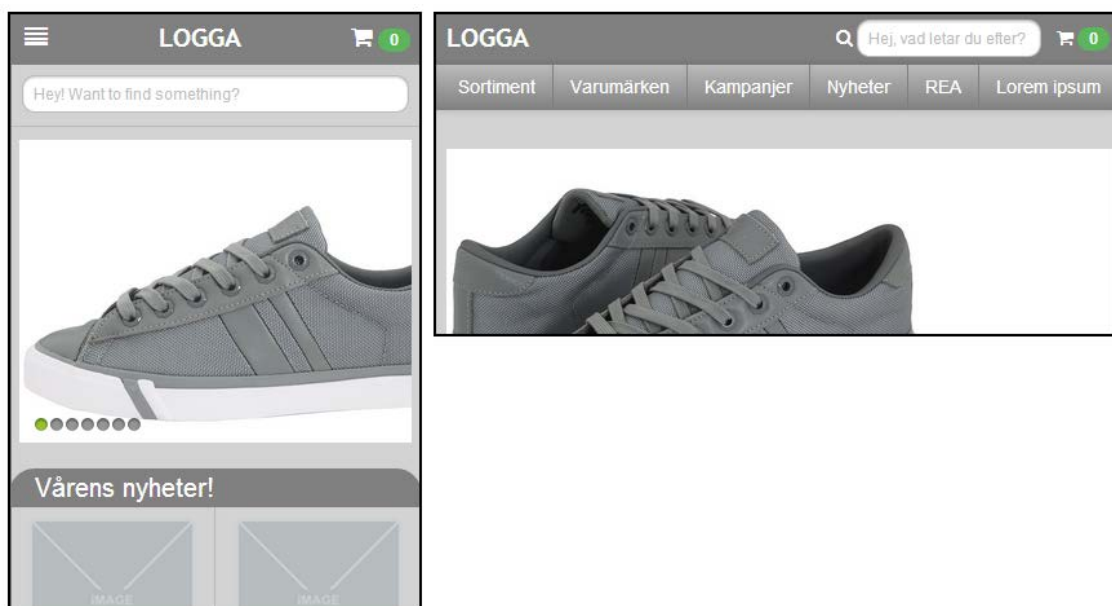 LOGGA
0
Hey! Want to find something?
Vårens nyheter!
IMAGE
IMAGE
LOGGA
Hej, vad letar du efter?
0
Sortiment
Varumärken
Kampanjer
Nyheter
REA
Lorem ipsum